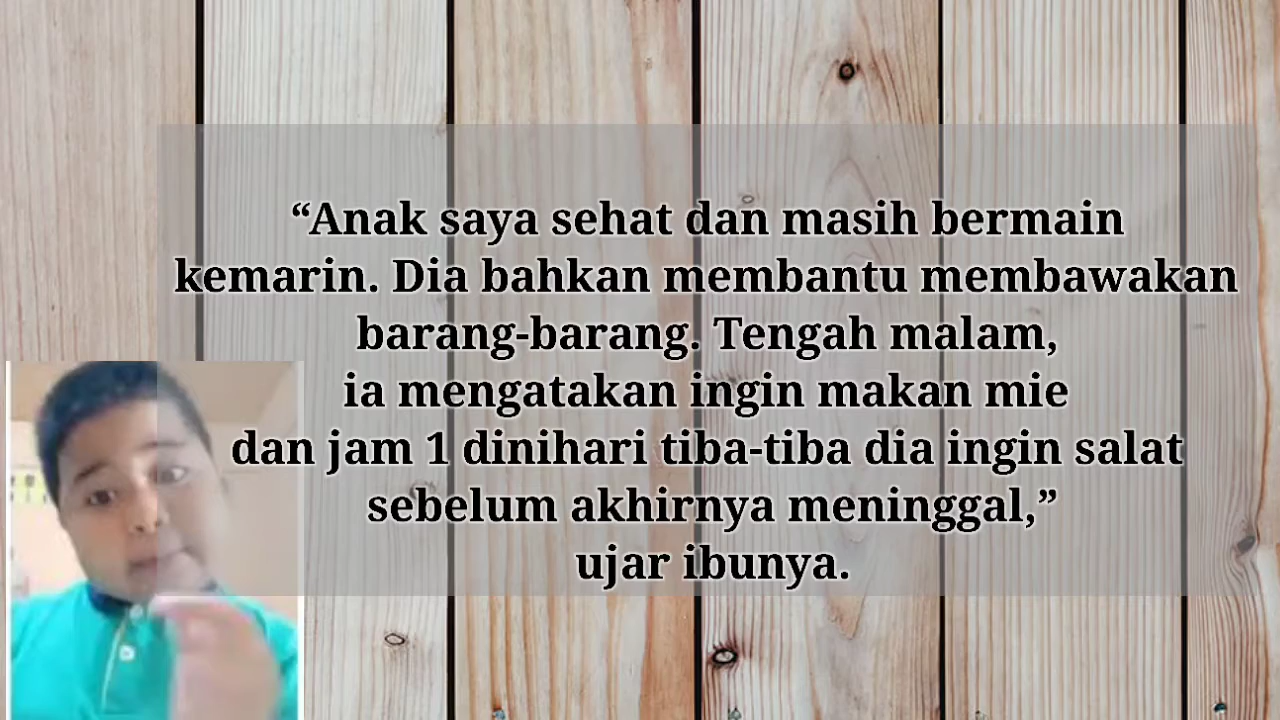 “Anak saya sehat dan masih bermain
kemarin. Dia bahkan membantu membawakan
barang-barang. Tengah malam,
ia mengatakan ingin makan mie
dan jam 1 dinihari tiba-tiba dia ingin salat
sebelum akhirnya meninggal,”
ujar ibunya.